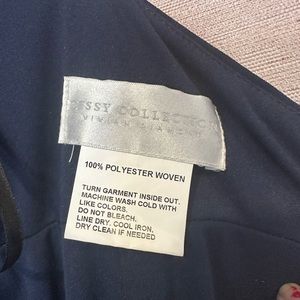 ESSY COLLECTION
100% POLYESTER WOVEN
TURN GARMENT INSIDE OUT.
MACHINE WASH COLD WITH
LIKE COLORS.
DO NOT BLEACH.
LINE DRY. COOL IRON,
DRY CLEAN IF NEEDED